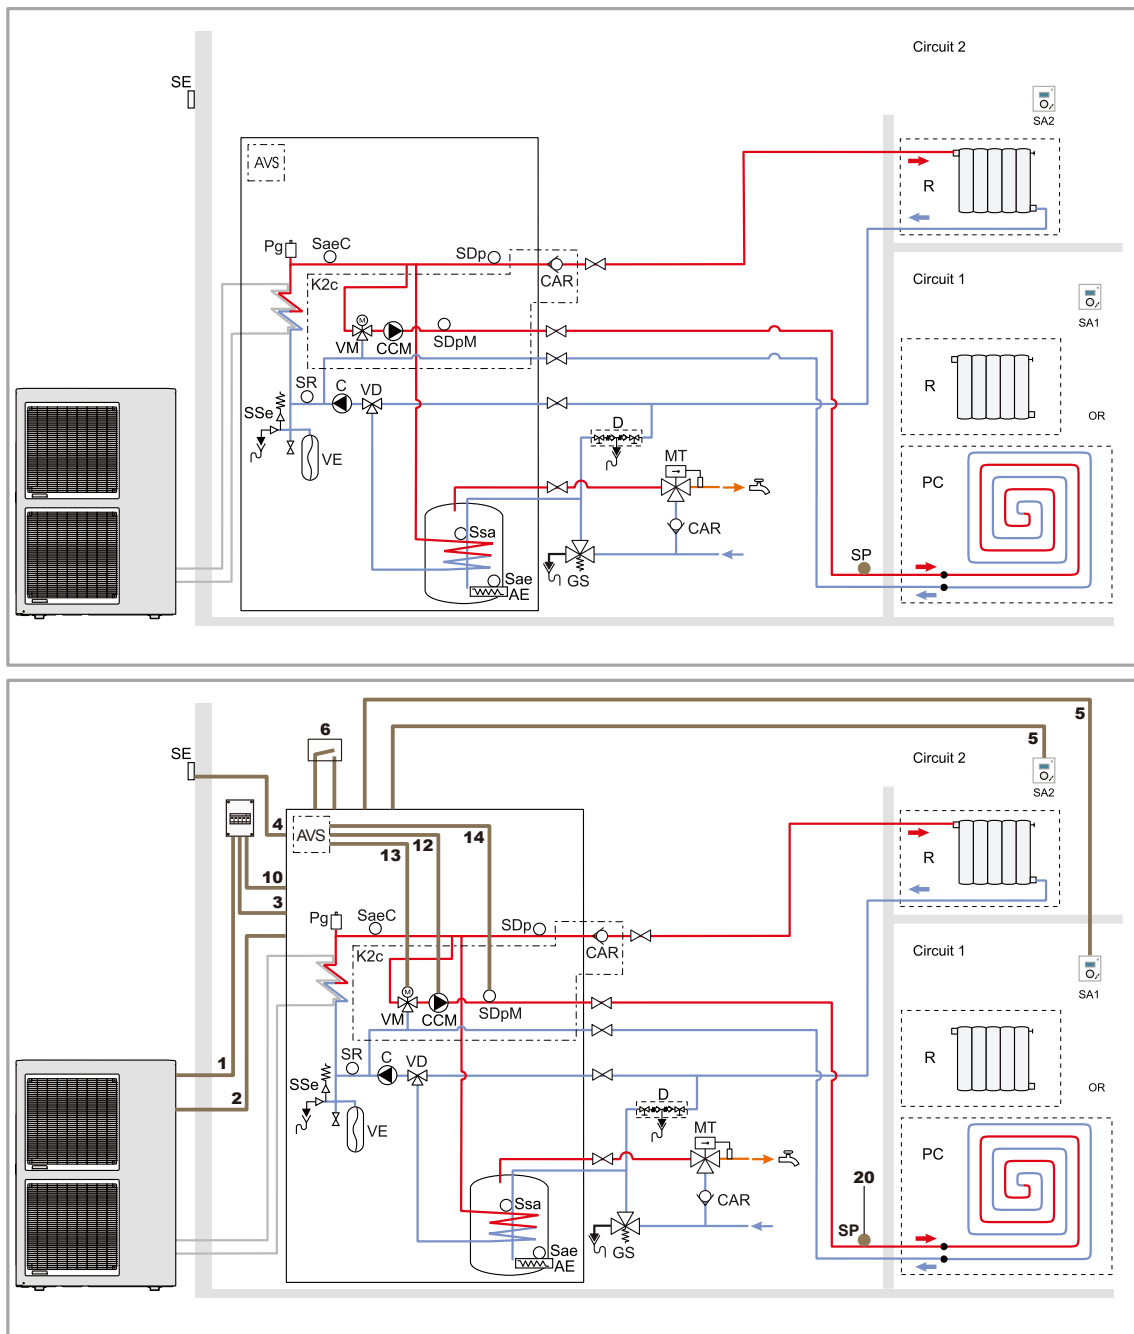 Circuit 2
SE
SA2
AVS
R
Pg
SaeC
SDp
CAR
K2c
Circuit 1
SA1
VM
CCM
SDpM
R
OR
SR
C
VD
SSe
VE
D
MT
PC
Ssa
CAR
SP
Sae
AE
GS
5
6
5
SE
Circuit 2
SA2
4
AVS
13
12
14
R
10
3
Pg
SaeC
SDp
CAR
K2c
Circuit 1
SA1
VM
CCM
SDpM
R
OR
1
SR
C
VD
2
SSe
VE
D
MT
PC
20
Ssa
CAR
SP
Sae
AE
GS